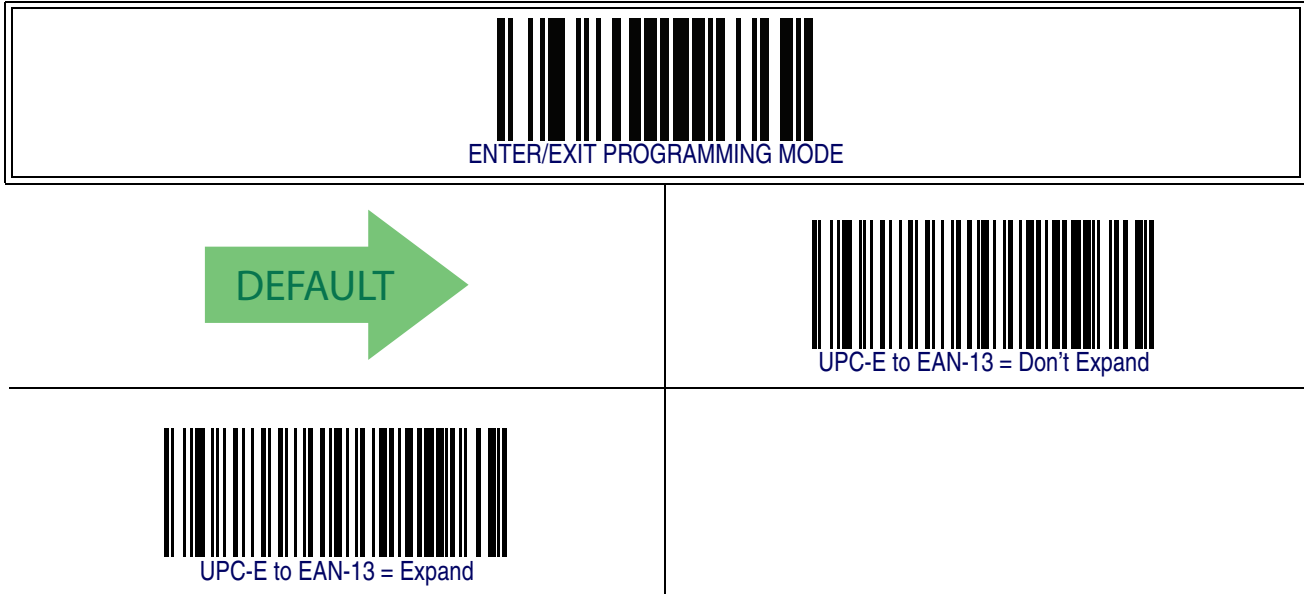 ENTER/EXIT PROGRAMMING MODE
DEFAULT
UPC-E to EAN-13 = Don't Expand
UPC-E to EAN-13 = Expand